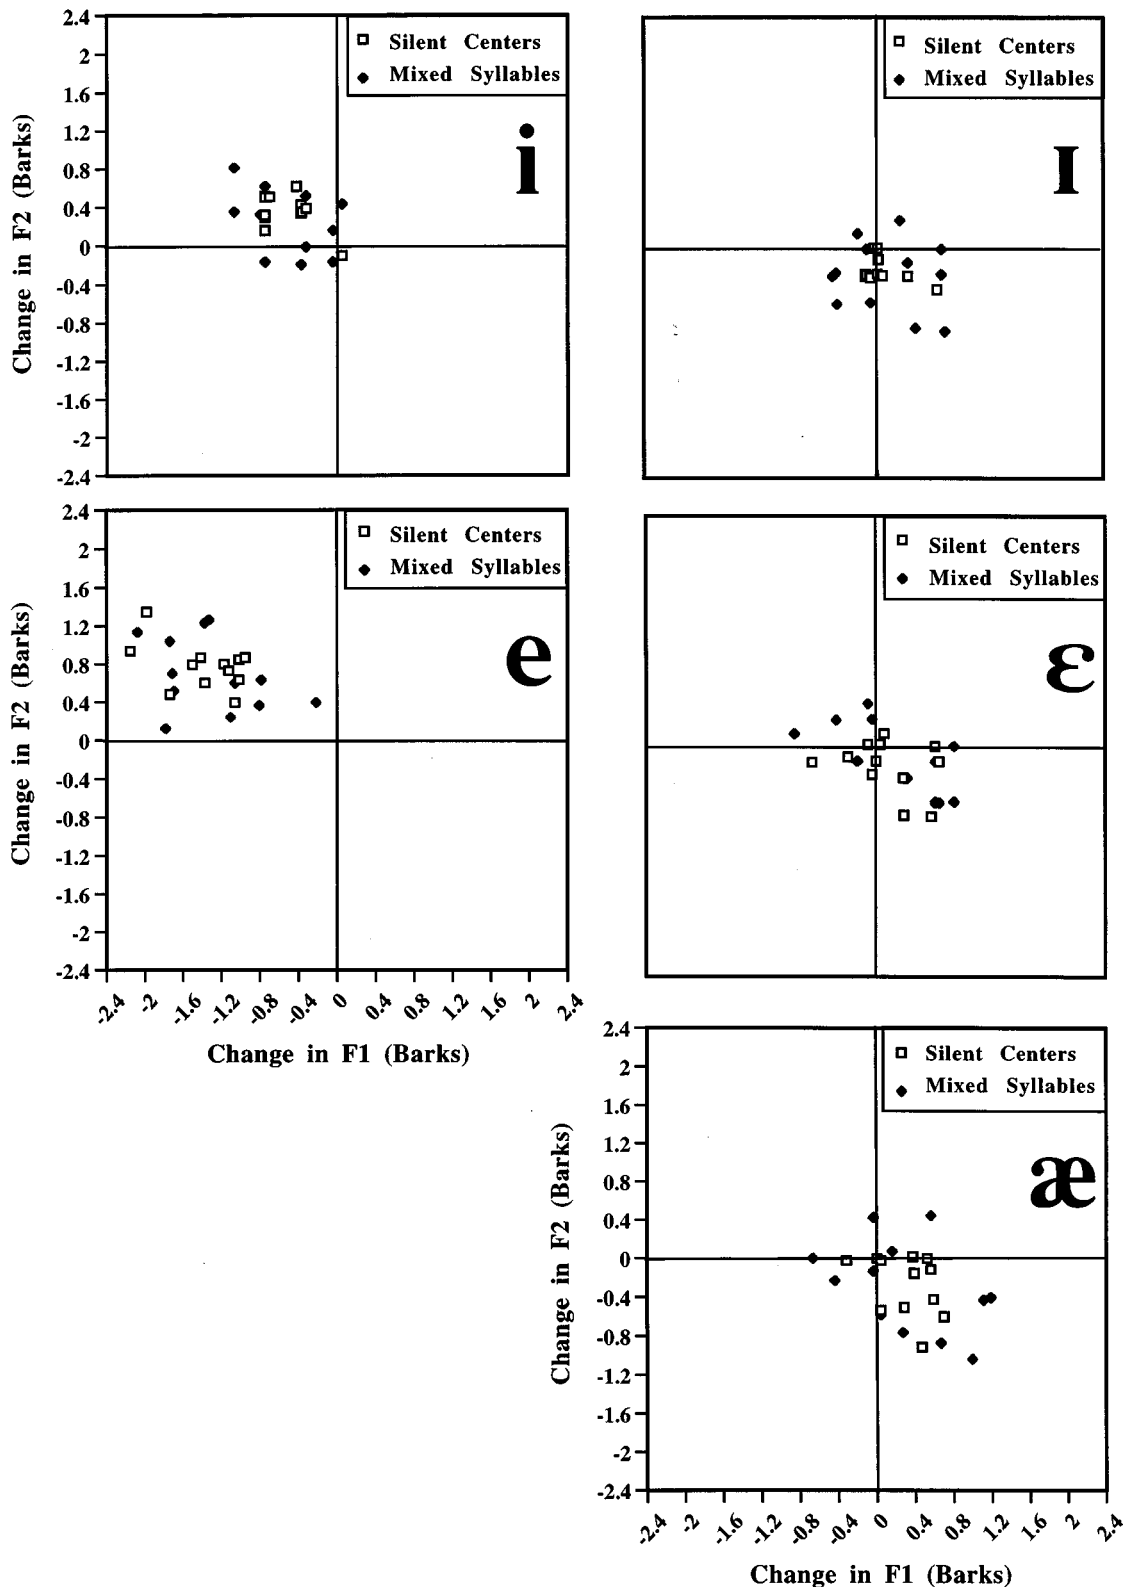 Change in F2 (Barks)
2.4
2
1.6
1.2
0.8
0.4
0
-0.4
-0.8
-1.2
-1.6
-2
-2.4
Silent Centers
Mixed Syllables
i
Silent Centers
Mixed Syllables
ɪ
Change in F2 (Barks)
2.4
2
1.6
1.2
0.8
0.4
0
-0.4
-0.8
-1.2
-1.6
-2
-2.4
Silent Centers
Mixed Syllables
e
-2.4 -2 -1.6 -1.2 -0.8 -0.4 0 0.4 0.8 1.2 1.6 2 2.4
Change in F1 (Barks)
Silent Centers
Mixed Syllables
ɛ
Change in F2 (Barks)
2.4
2
1.6
1.2
0.8
0.4
0
-0.4
-0.8
-1.2
-1.6
-2
-2.4
Silent Centers
Mixed Syllables
æ
-2.4 -2 -1.6 -1.2 -0.8 -0.4 0 0.4 0.8 1.2 1.6 2 2.4
Change in F1 (Barks)